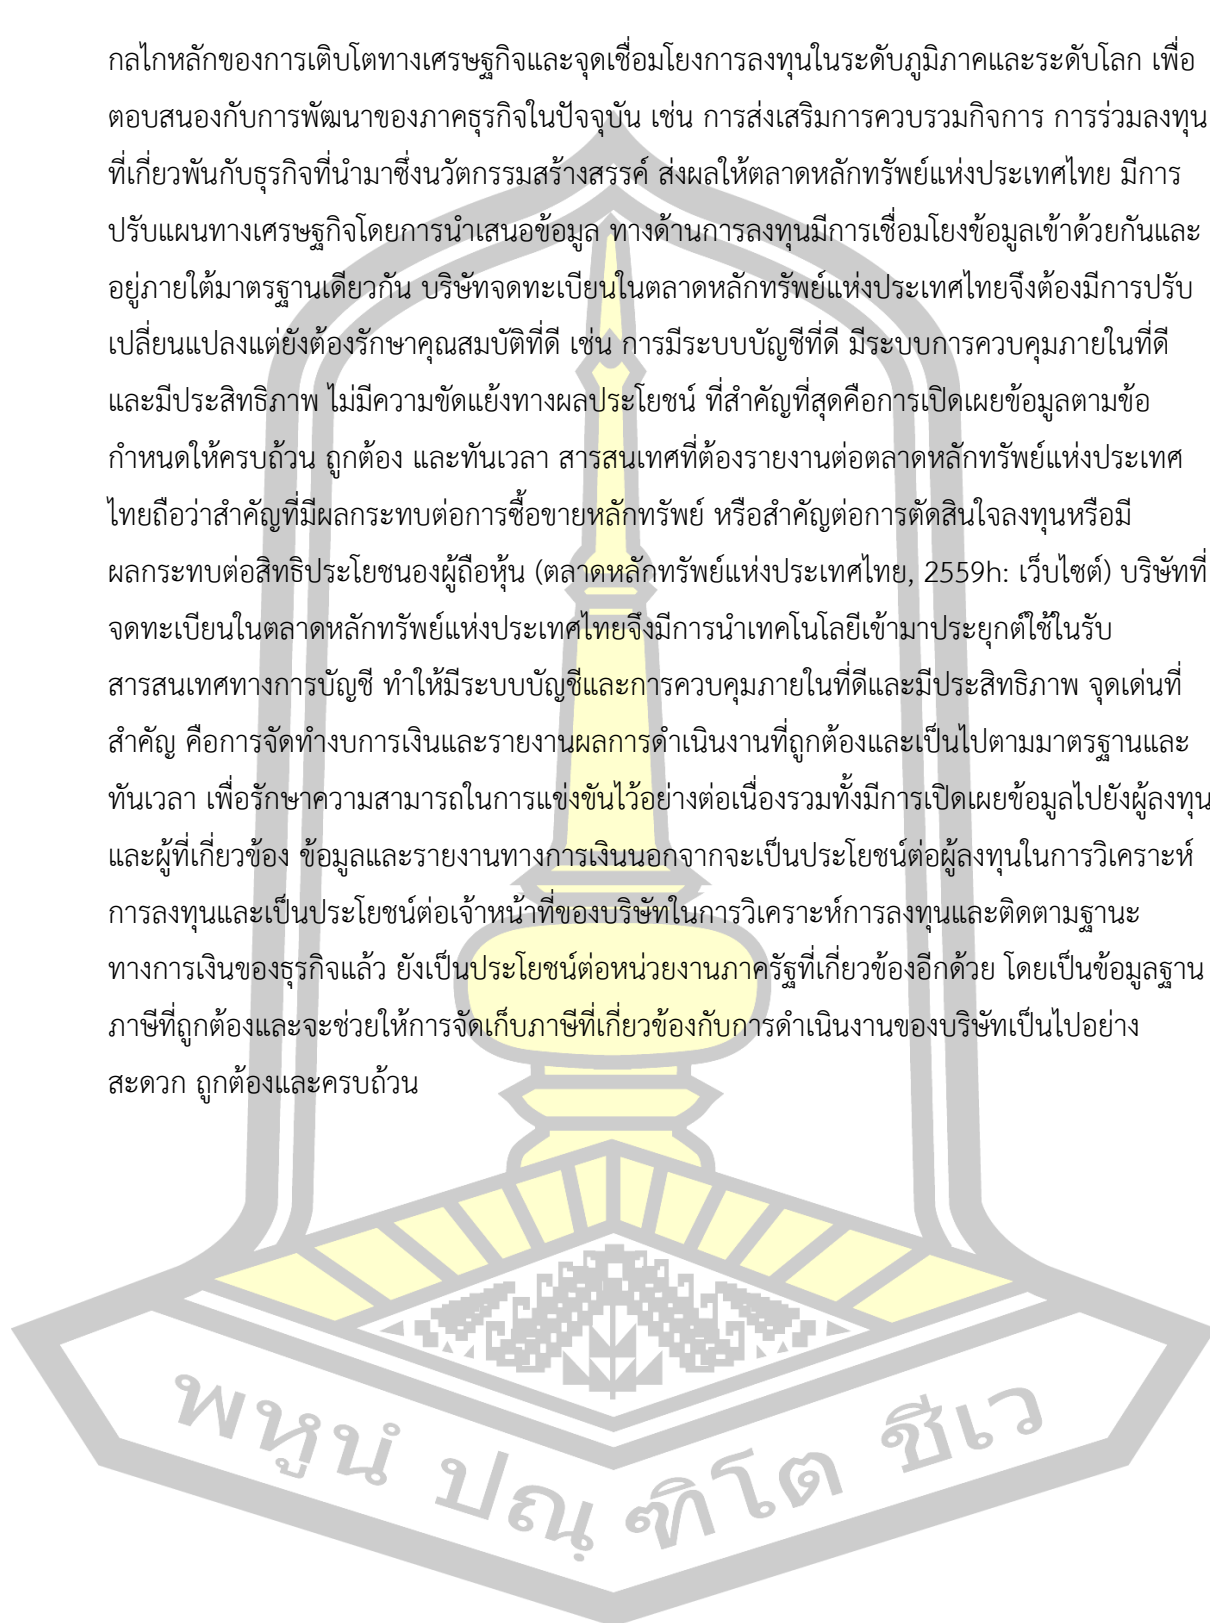 กลไกหลักของการเติบโตทางเศรษฐกิจและจุดเชื่อมโยงการลงทุนในระดับภูมิภาคและระดับโลก เพื่อ
ตอบสนองกับการพัฒนาของภาคธุรกิจในปัจจุบัน เช่น การส่งเสริมการควบรวมกิจการ การร่วมลงทุน
ที่เกี่ยวพันกับธุรกิจที่นำมาซึ่งนวัตกรรมสร้างสรรค์ ส่งผลให้ตลาดหลักทรัพย์แห่งประเทศไทย มีการ
ปรับแผนทางเศรษฐกิจโดยการนำเสนอข้อมูล ทางด้านการลงทุนมีการเชื่อมโยงข้อมูลเข้าด้วยกันและ
อยู่ภายใต้มาตรฐานเดียวกัน บริษัทจดทะเบียนในตลาดหลักทรัพย์แห่งประเทศไทยจึงต้องมีการปรับ
เปลี่ยนแปลงแต่ยังต้องรักษาคุณสมบัติที่ดี เช่น การมีระบบบัญชีที่ดี มีระบบการควบคุมภายในที่ดี
และมีประสิทธิภาพ ไม่มีความขัดแย้งทางผลประโยชน์ ที่สำคัญที่สุดคือการเปิดเผยข้อมูลตามข้อ
กำหนดให้ครบถ้วน ถูกต้อง และทันเวลา สารสนเทศที่ต้องรายงานต่อตลาดหลักทรัพย์แห่งประเทศ
ไทยถือว่าสำคัญที่มีผลกระทบต่อการซื้อขายหลักทรัพย์ หรือสำคัญต่อการตัดสินใจลงทุนหรือมี
ผลกระทบต่อสิทธิประโยชนองผู้ถือหุ้น (ตลาดหลักทรัพย์แห่งประเทศไทย, 2559h: เว็บไซต์) บริษัทที่
จดทะเบียนในตลาดหลักทรัพย์แห่งประเทศไทยจึงมีการนำเทคโนโลยีเข้ามาประยุกต์ใช้ในรับ
สารสนเทศทางการบัญชี ทำให้มีระบบบัญชีและการควบคุมภายในที่ดีและมีประสิทธิภาพ จุดเด่นที่
สำคัญ คือการจัดทำงบการเงินและรายงานผลการดำเนินงานที่ถูกต้องและเป็นไปตามมาตรฐานและ
ทันเวลา เพื่อรักษาความสามารถในการแข่งขันไว้อย่างต่อเนื่องรวมทั้งมีการเปิดเผยข้อมูลไปยังผู้ลงทุน
และผู้ที่เกี่ยวข้อง ข้อมูลและรายงานทางการเงินนอกจากจะเป็นประโยชน์ต่อผู้ลงทุนในการวิเคราะห์
การลงทุนและเป็นประโยชน์ต่อเจ้าหน้าที่ของบริษัทในการวิเคราะห์การลงทุนและติดตามฐานะ
ทางการเงินของธุรกิจแล้ว ยังเป็นประโยชน์ต่อหน่วยงานภาครัฐที่เกี่ยวข้องอีกด้วย โดยเป็นข้อมูลฐาน
ภาษีที่ถูกต้องและจะช่วยให้การจัดเก็บภาษีที่เกี่ยวข้องกับการดำเนินงานของบริษัทเป็นไปอย่าง
สะดวก ถูกต้องและครบถ้วน
พหูนํ ปณฺ ฑิโต ชีเว